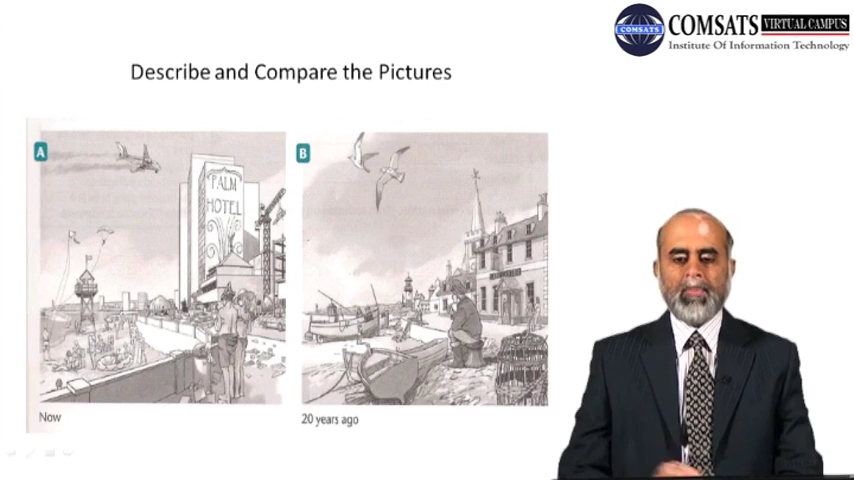 COMSATS VIRTUAL CAMPUS
COMSATS
Institute Of Information Technology
Describe and Compare the Pictures
A
B
PALM
HOTEL
Now
20 years ago